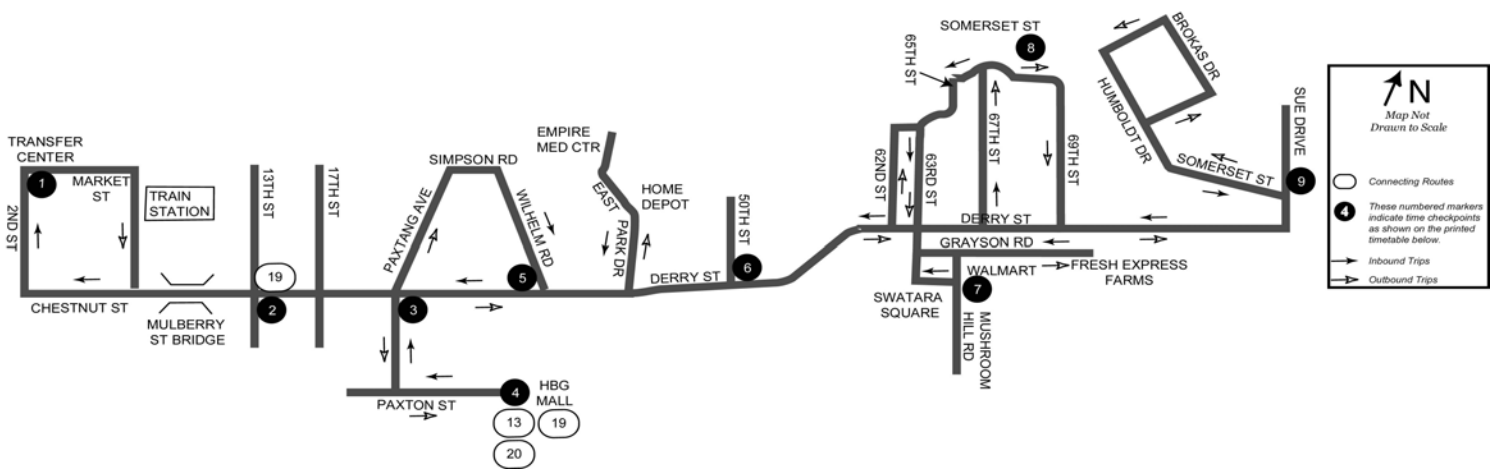 TRANSFER
CENTER
1
MARKET
ST
2ND ST
TRAIN
STATION
CHESTNUT ST
MULBERRY
ST BRIDGE
13TH ST
19
2
17TH ST
PAXTANG AVE
SIMPSON RD
WILHELM RD
5
3
PAXTON ST
4
HBG
MALL
13
19
20
EMPIRE
MED CTR
EAST
PARK DR
HOME
DEPOT
50TH ST
DERRY ST
6
62ND ST
63RD ST
65TH ST
SOMERSET ST
8
67TH ST
69TH ST
DERRY ST
GRAYSON RD
WALMART
FRESH EXPRESS
FARMS
SWATARA
SQUARE
7
MUSHROOM
HILL RD
BROKAS DR
HUMBOLDT DR
SOMERSET ST
SUE DRIVE
9
N
Map Not
Drawn to Scale
Connecting Routes
4
These numbered markers
indicate time checkpoints
as shown on the printed
timetable below.
Inbound Trips
Outbound Trips